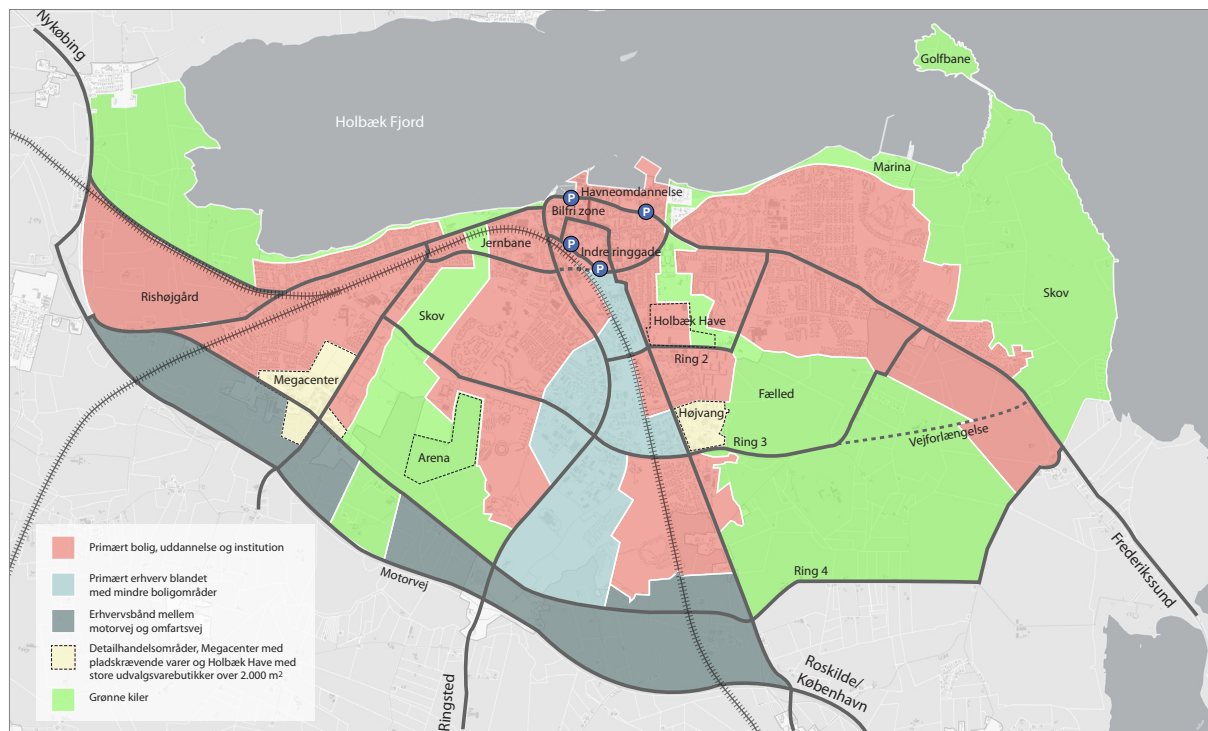 Nykøbing
Golfbane
Holbæk Fjord
Marina
P
Havneomdannelse
P
Bilfri zone
Jernbane
P
Indre ringgade
P
Rishøjgård
Skov
Skov
Holbæk Have
Ring 2
Megacenter
Fælled
Højvang
Ring 3
Vejforlængelse
Arena
Primært bolig, uddannelse og institution
Primært erhverv blandet
med mindre boligområder
Erhvervsbånd mellem
motorvej og omfartsvej
Detailhandelsområder, Megacenter med
pladskrævende varer og Holbæk Have med
store udvalgsvarebutikker over 2.000 m²
Grønne kiler
Motorvej
Ring 4
Frederikssund
Ringsted
Roskilde/
København